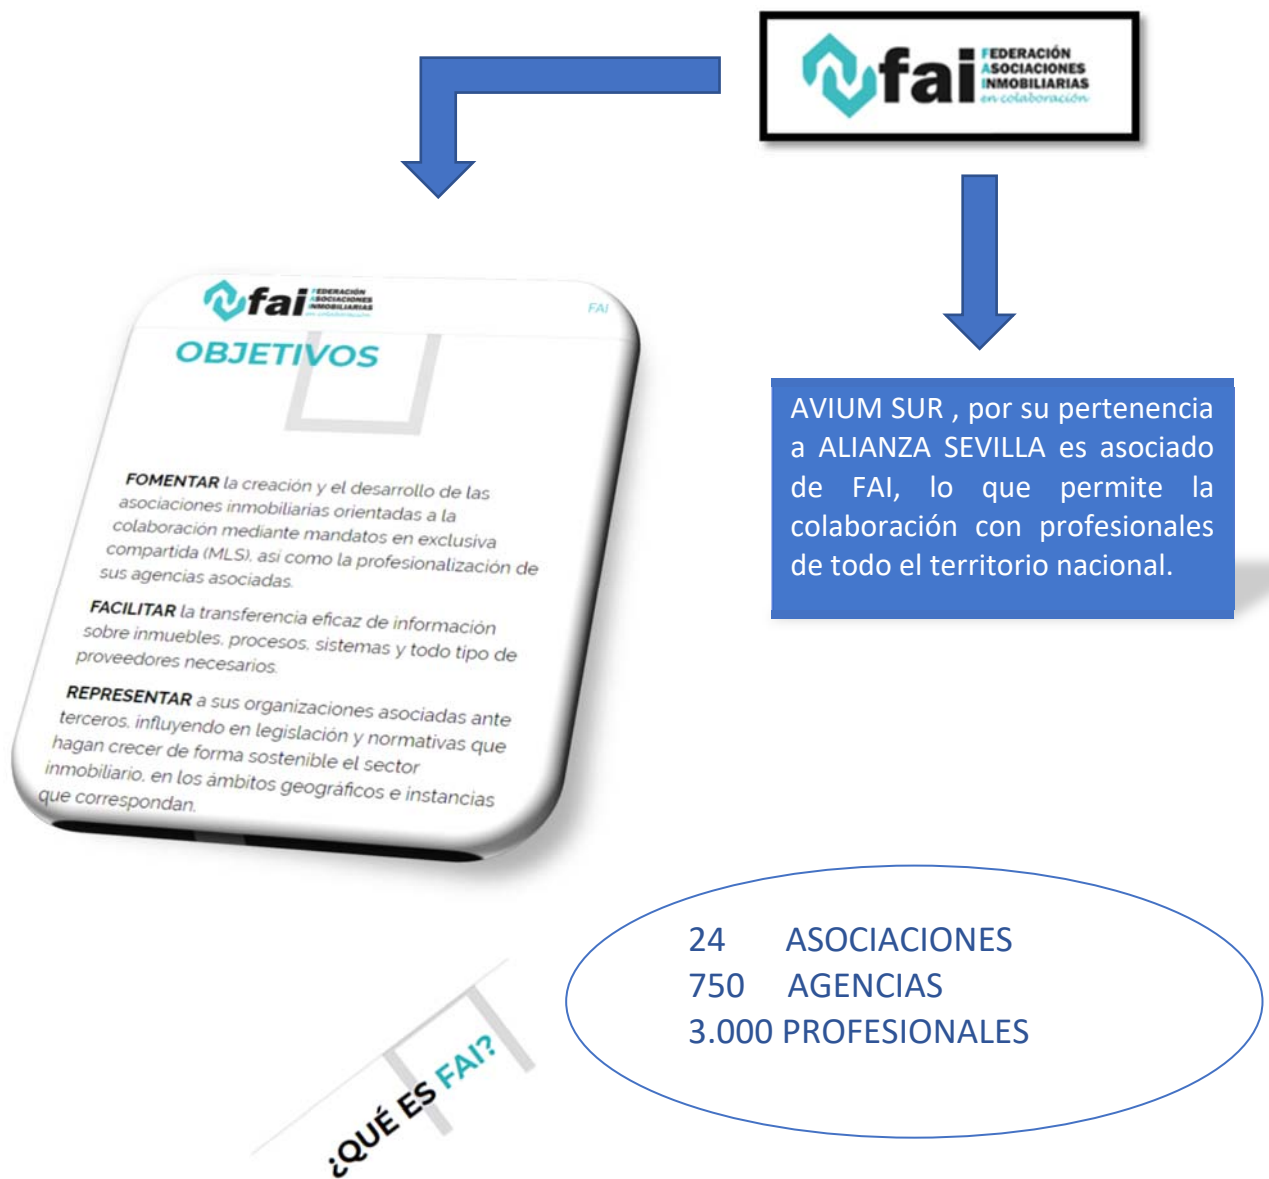 fai FEDERACIÓN
ASOCIACIONES
INMOBILIARIAS
en colaboración
fai FEDERACIÓN
ASOCIACIONES
INMOBILIARIAS
en colaboración
FAI
OBJETIVOS
FOMENTAR la creación y el desarrollo de las
asociaciones inmobiliarias orientadas a la
colaboración mediante mandatos en exclusiva
compartida (MLS), así como la profesionalización de
sus agencias asociadas.
FACILITAR la transferencia eficaz de información
sobre inmuebles, procesos, sistemas y todo tipo de
proveedores necesarios.
REPRESENTAR a sus organizaciones asociadas ante
terceros, influyendo en legislación y normativas que
hagan crecer de forma sostenible el sector
inmobiliario, en los ámbitos geográficos e instancias
que correspondan.
AVIUM SUR , por su pertenencia
a ALIANZA SEVILLA es asociado
de FAI, lo que permite la
colaboración con profesionales
de todo el territorio nacional.
24 ASOCIACIONES
750 AGENCIAS
3.000 PROFESIONALES
¿QUÉ ES FAI?